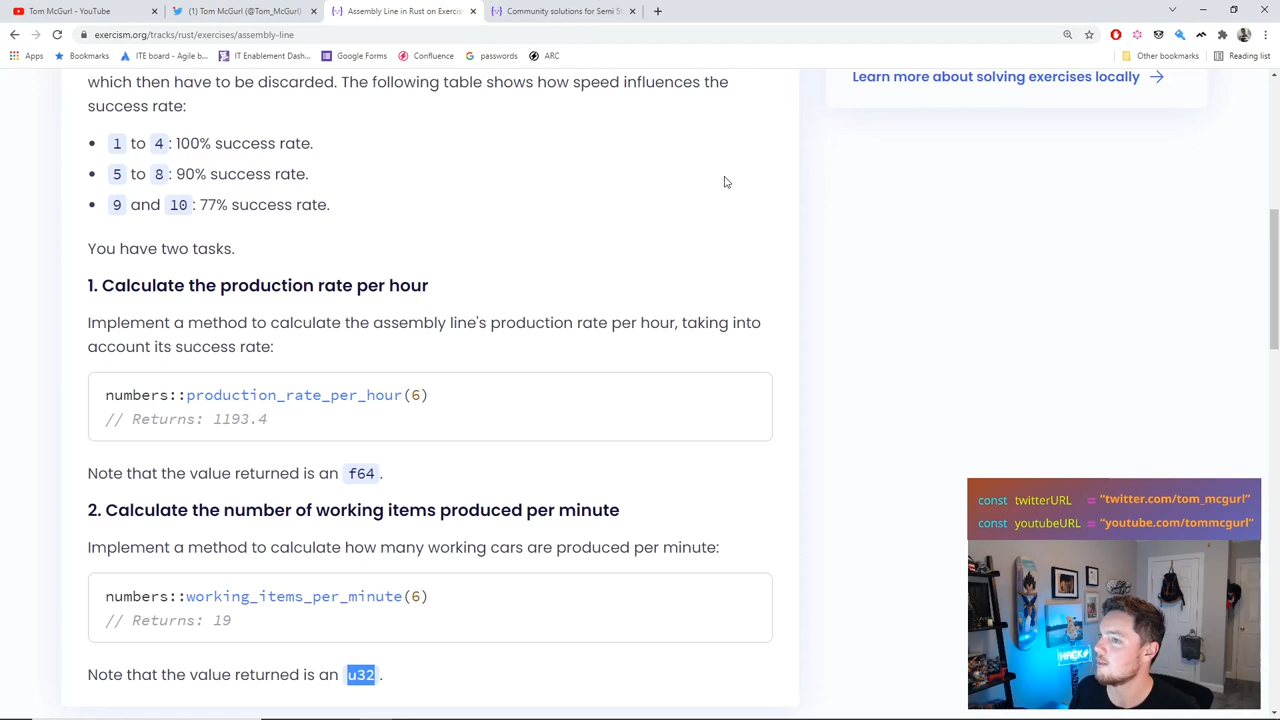 Tom McGurl - YouTube
(1) Tom McGurl (@Tom_McGurl)
Assembly Line in Rust on Exercis
Community solutions for Semi St
exercism.org/tracks/rust/exercises/assembly-line
Apps
Bookmarks
ITE board - Agile b...
IT Enablement Dash...
Google Forms
Confluence
passwords
ARC
Other bookmarks
Reading list
which then have to be discarded. The following table shows how speed influences the
success rate:
1 to 4: 100% success rate.
5 to 8: 90% success rate.
9 and 10: 77% success rate.
You have two tasks.
1. Calculate the production rate per hour
Implement a method to calculate the assembly line's production rate per hour, taking into
account its success rate:
numbers::production_rate_per_hour(6)
// Returns: 1193.4
Note that the value returned is an f64.
2. Calculate the number of working items produced per minute
Implement a method to calculate how many working cars are produced per minute:
numbers::working_items_per_minute(6)
// Returns: 19
Note that the value returned is an u32.
Learn more about solving exercises locally
const twitterURL = "twitter.com/tom_mcgurl"
const youtubeURL = "youtube.com/tommcgurl"
HACK